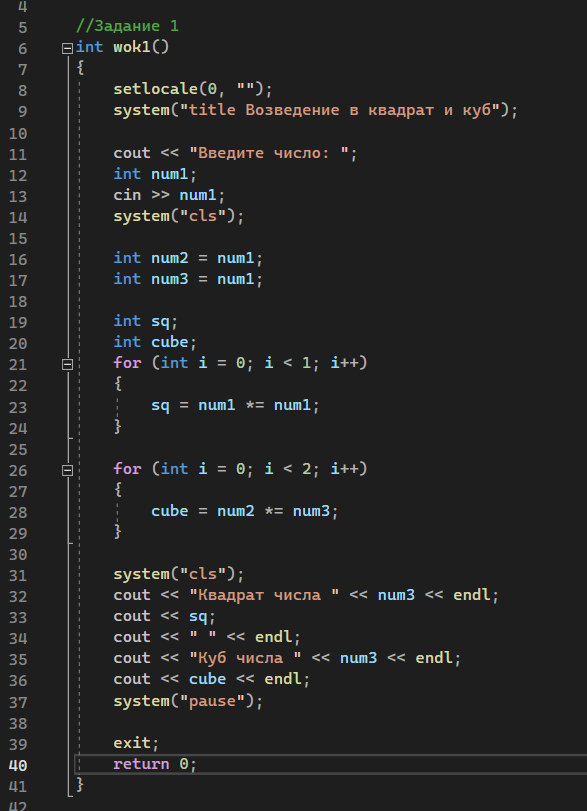 4
5 //Задание 1
6 int wok1()
7 {
8 setlocale(0, "");
9 system("title Возведение в квадрат и куб");
10
11 cout << "Введите число: ";
12 int num1;
13 cin >> num1;
14 system("cls");
15
16 int num2 = num1;
17 int num3 = num1;
18
19 int sq;
20 int cube;
21 for (int i = 0; i < 1; i++)
22 {
23 sq = num1 *= num1;
24 }
25
26 for (int i = 0; i < 2; i++)
27 {
28 cube = num2 *= num3;
29 }
30
31 system("cls");
32 cout << "Квадрат числа " << num3 << endl;
33 cout << sq;
34 cout << " " << endl;
35 cout << "Куб числа " << num3 << endl;
36 cout << cube << endl;
37 system("pause");
38
39 exit;
40 return 0;
41 }
42